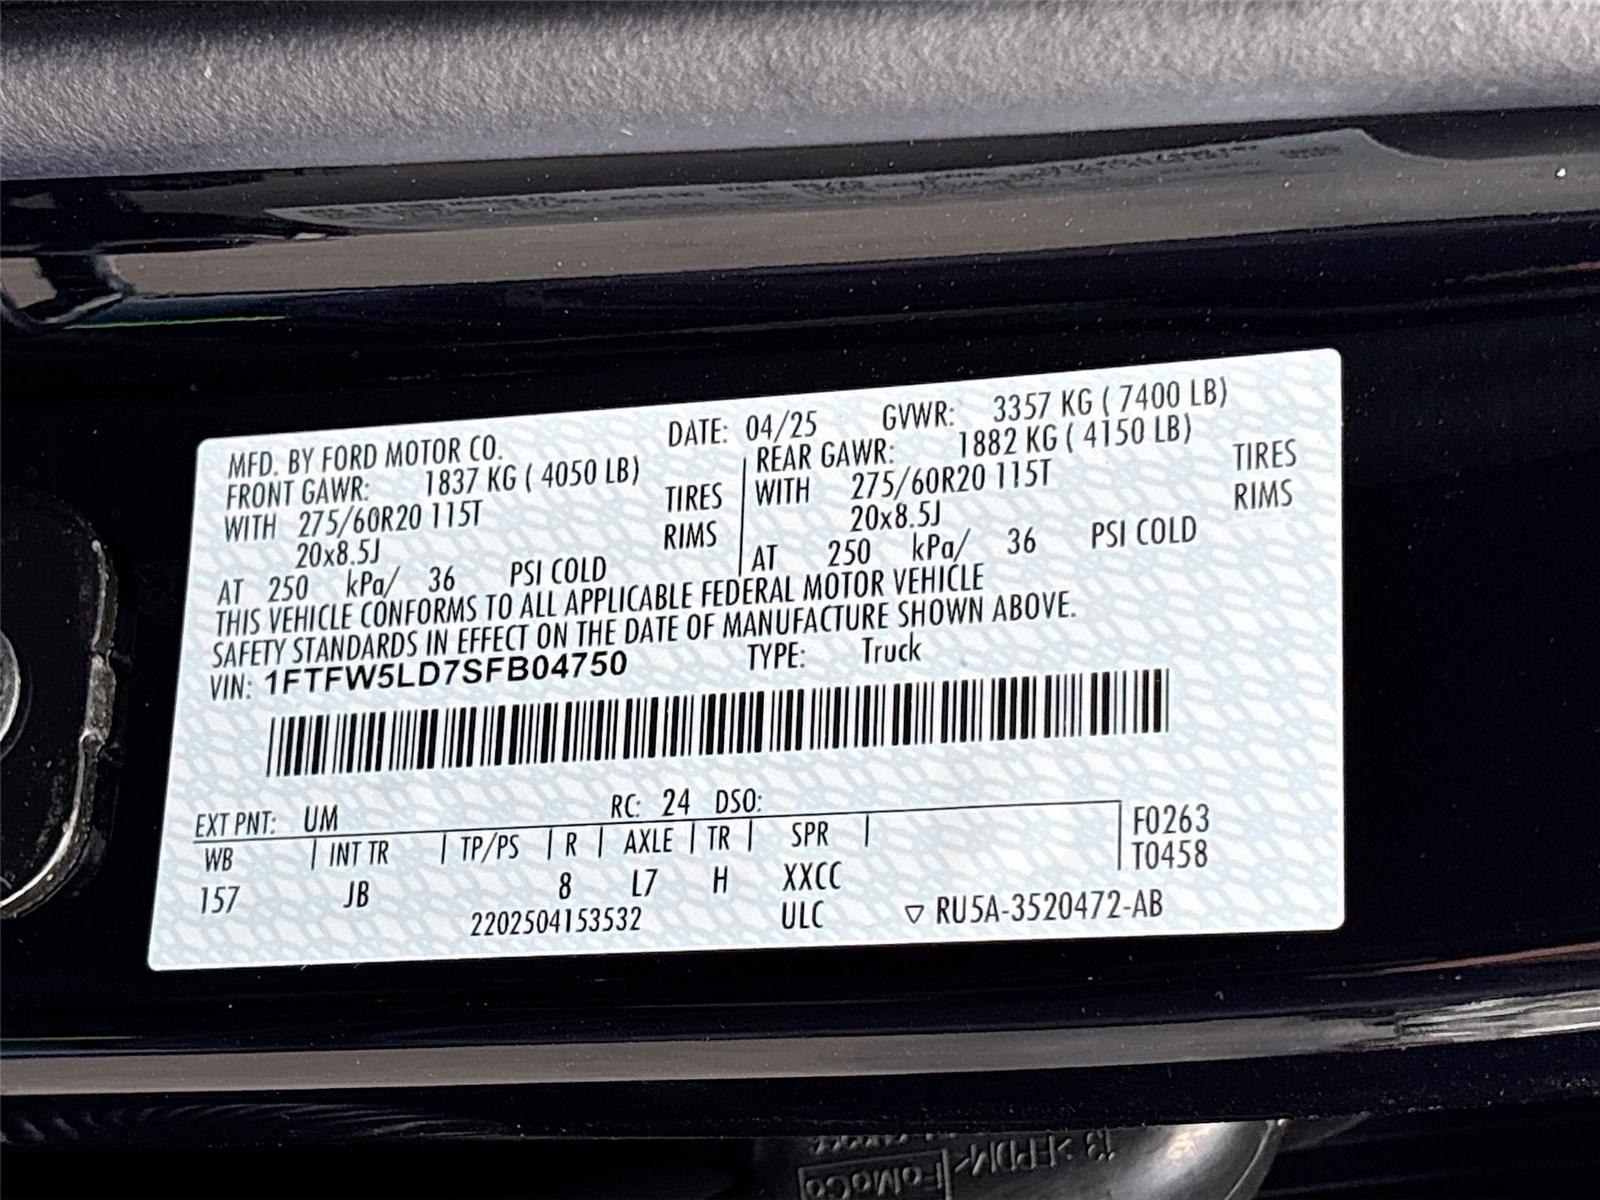 MFD. BY FORD MOTOR CO. DATE: 04/25 GVWR: 3357 KG ( 7400 LB)
FRONT GAWR: 1837 KG ( 4050 LB) REAR GAWR: 1882 KG ( 4150 LB)
WITH 275/60R20 115T TIRES WITH 275/60R20 115T TIRES
20x8.5J RIMS 20x8.5J RIMS
AT 250 kPa/ 36 PSI COLD AT 250 kPa/ 36 PSI COLD
THIS VEHICLE CONFORMS TO ALL APPLICABLE FEDERAL MOTOR VEHICLE
SAFETY STANDARDS IN EFFECT ON THE DATE OF MANUFACTURE SHOWN ABOVE.
VIN: 1FTFW5LD7SFB04750 TYPE: Truck
EXT PNT: UM RC: 24 DSO: F0263
WB INT TR TP/PS R AXLE TR SPR T0458
157 JB 8 L7 H XXCC
2202504153532 ULC ▽ RU5A-3520472-AB
13 >EPDM< FoMoCo